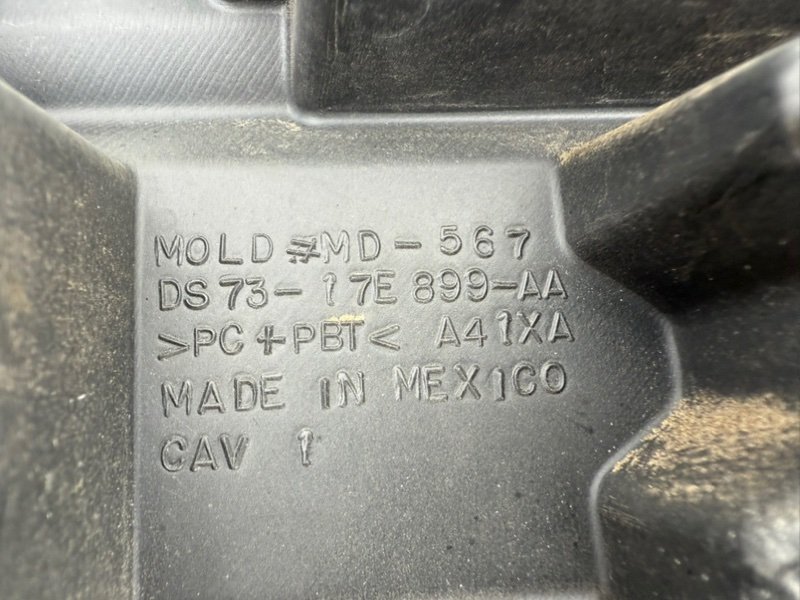 MOLD #MD-567
DS73-17E899-AA
>PC+PBT< A41XA
MADE IN MEXICO
CAV 1